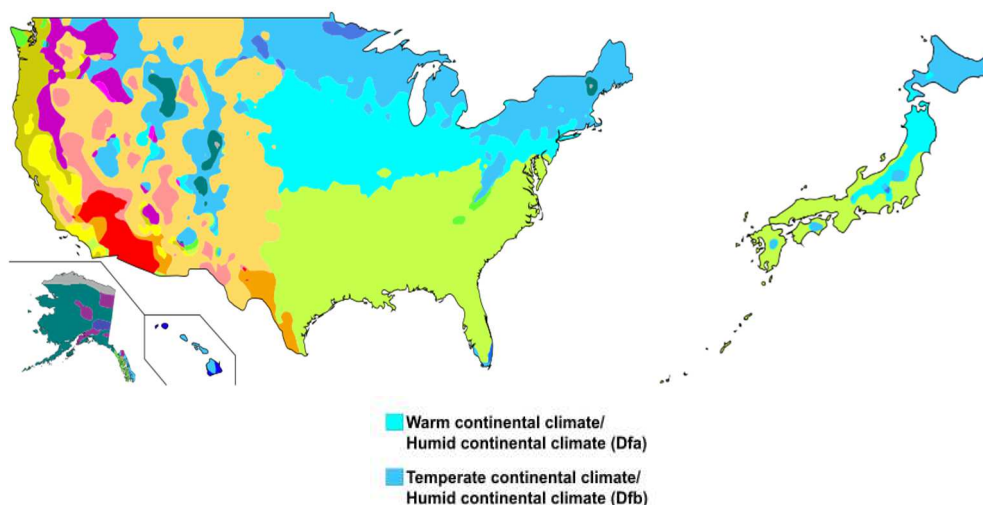 Warm continental climate/
Humid continental climate (Dfa)
Temperate continental climate/
Humid continental climate (Dfb)